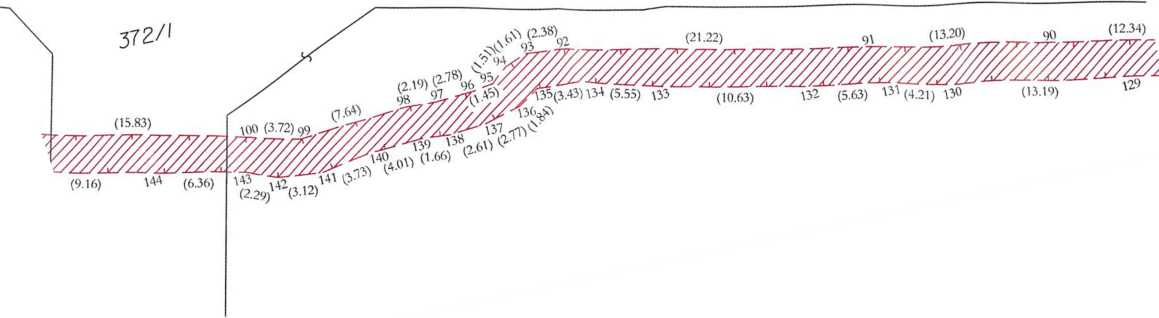 372/1
(15.83)
100 (3.72) 99
(7.64)
98 (2.19) 97 (2.78) 96
(1.45) 95 (1.51) 94 (1.61) 93 (2.38) 92
(21.22)
91
(13.20)
90
(12.34)
(9.16) 144 (6.36) 143
(2.29) 142 (3.12) 141 (3.73) 140 (4.01) 139 (1.66) 138 (2.61) 137 (2.77) 136 (1.84)
135 (3.43) 134 (5.55) 133
(10.63)
132 (5.63) 131 (4.21) 130
(13.19)
129